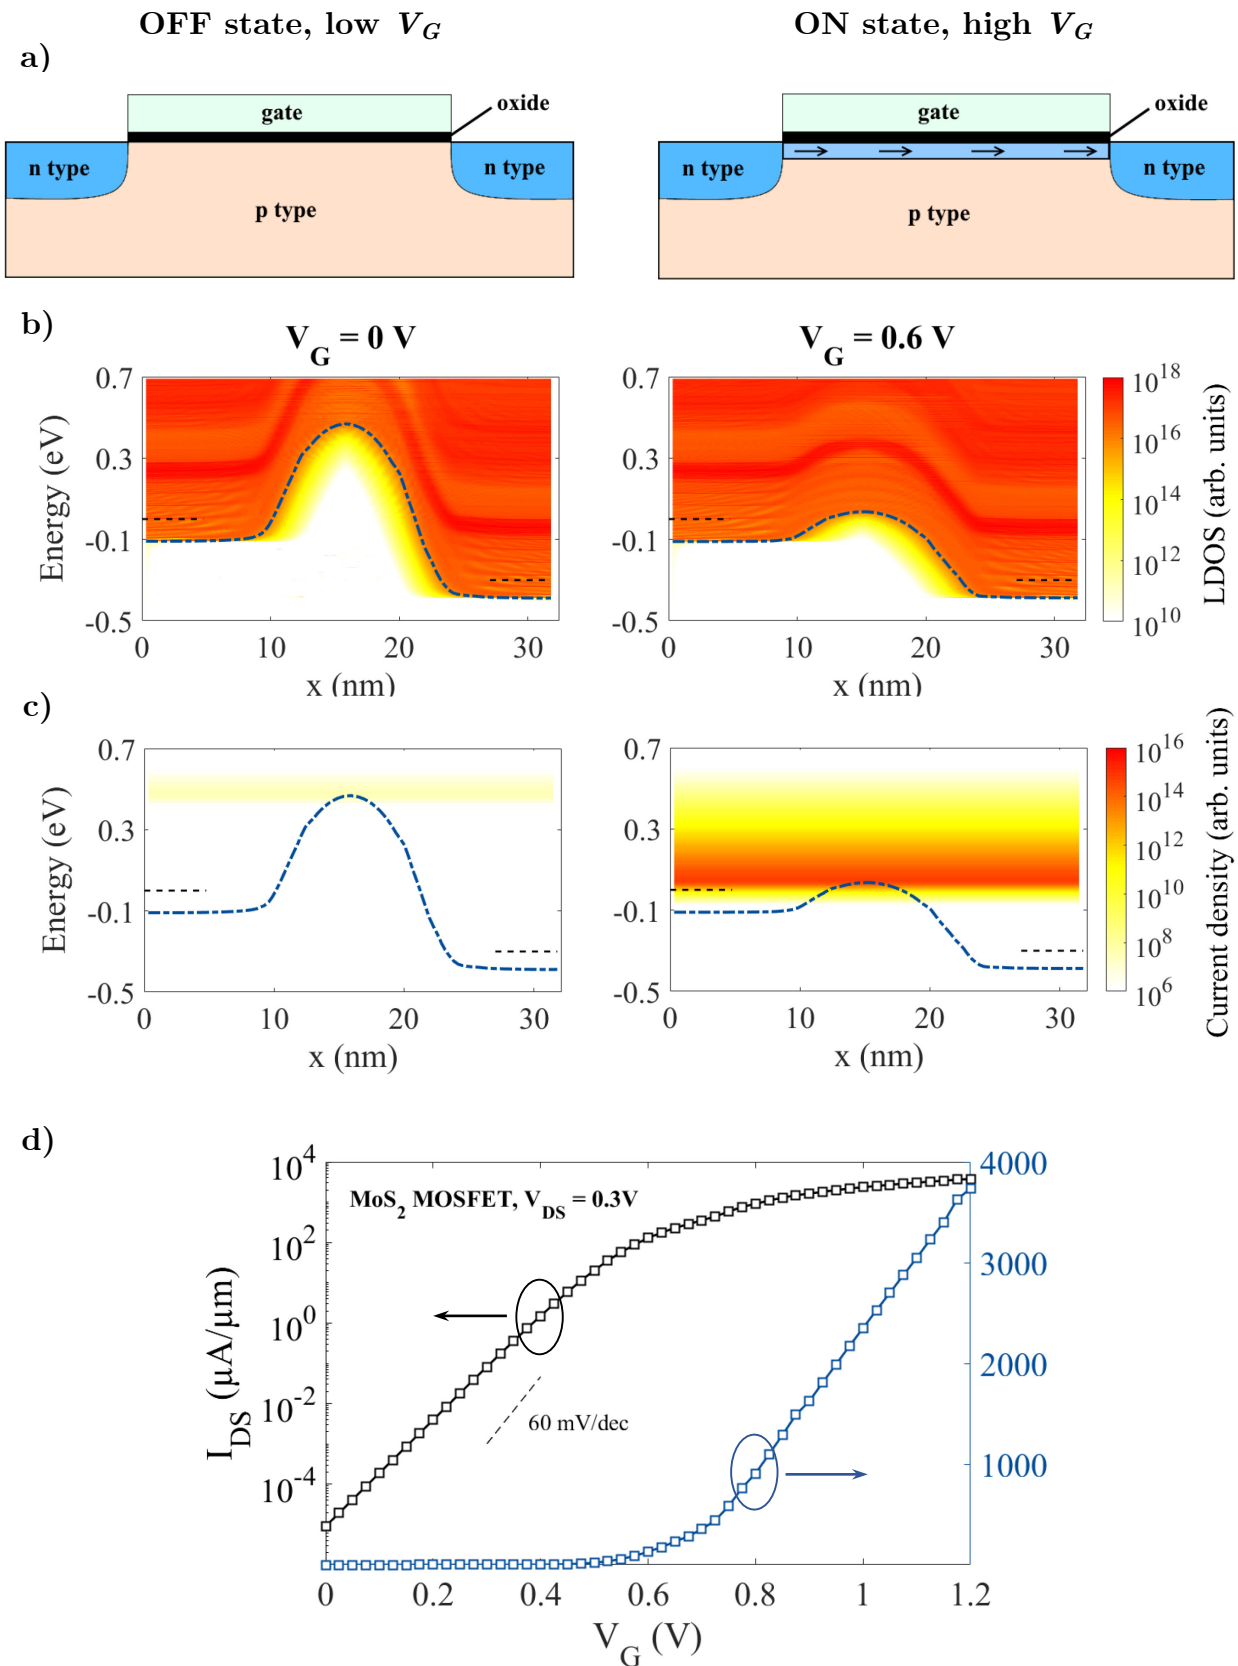 OFF state, low V_G
ON state, high V_G
a)
gate
oxide
n type
n type
p type
gate
oxide
n type
n type
p type
b)
V_G = 0 V
V_G = 0.6 V
Energy (eV)
0.7
0.3
-0.1
-0.5
0 10 20 30
x (nm)
0.7
0.3
-0.1
-0.5
0 10 20 30
x (nm)
10^18
10^16
10^14
10^12
10^10
LDOS (arb. units)
c)
Energy (eV)
0.7
0.3
-0.1
-0.5
0 10 20 30
x (nm)
0.7
0.3
-0.1
-0.5
0 10 20 30
x (nm)
10^16
10^14
10^12
10^10
10^8
10^6
Current density (arb. units)
d)
I_DS (µA/µm)
10^4
10^2
10^0
10^-2
10^-4
MoS_2 MOSFET, V_DS = 0.3V
60 mV/dec
4000
3000
2000
1000
0 0.2 0.4 0.6 0.8 1 1.2
V_G (V)